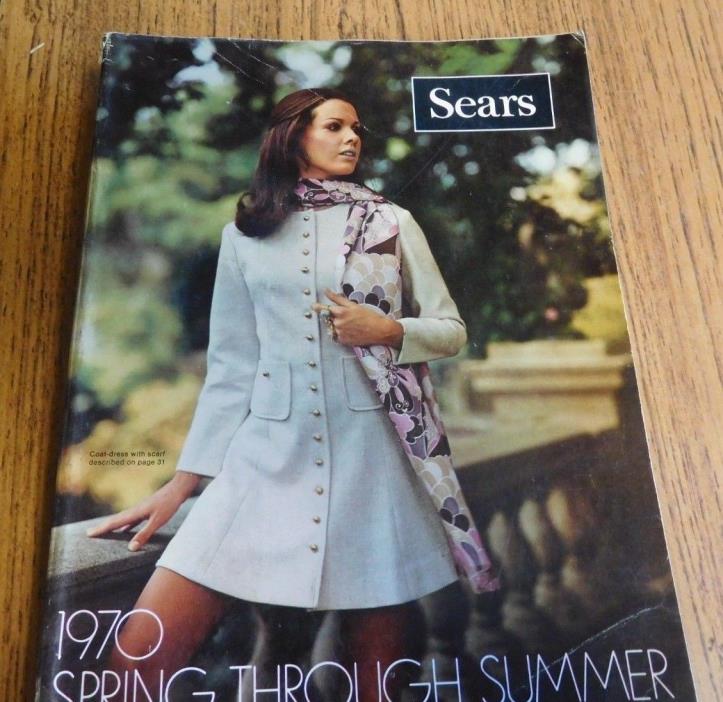 Sears
Coat-dress with scarf
described on page 31
1970
SPRING THROUGH SUMMER